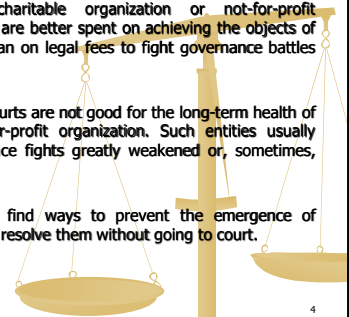 charitable organization or not-for-profit
are better spent on achieving the objects of
an on legal fees to fight governance battles
urts are not good for the long-term health of
r-profit organization. Such entities usually
ce fights greatly weakened or, sometimes,
find ways to prevent the emergence of
resolve them without going to court.
4